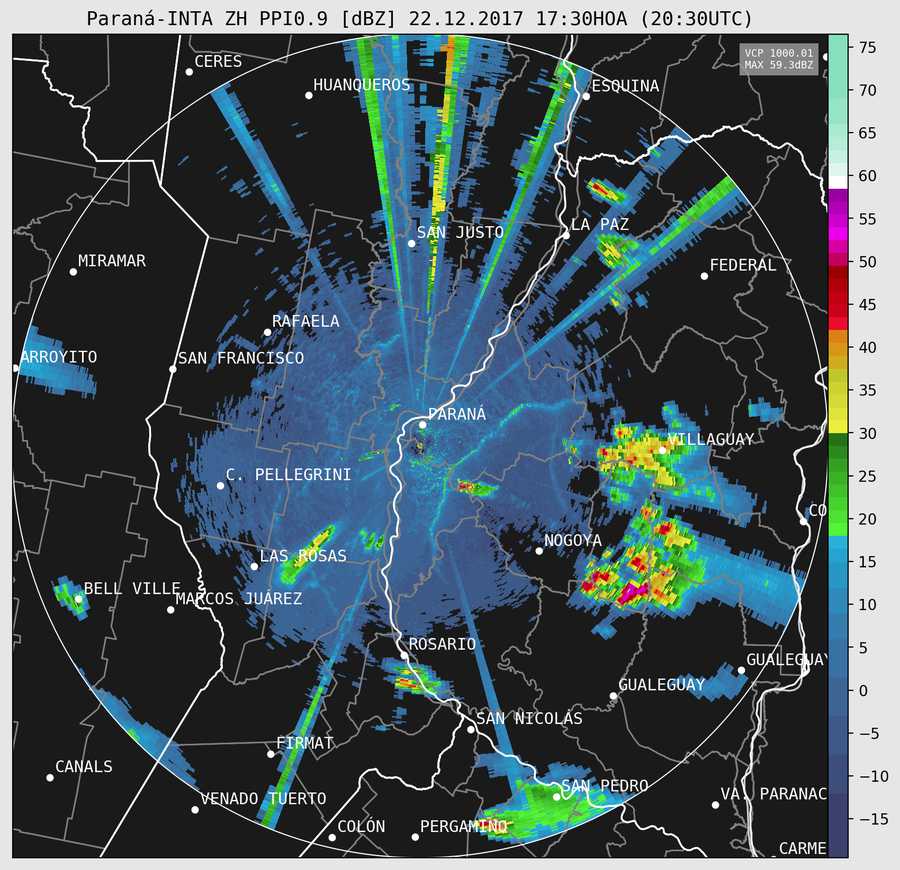 Paraná-INTA ZH PPI0.9 [dBZ] 22.12.2017 17:30HOA (20:30UTC)
VCP 1000.01
MAX 59.3dBZ
CERES
HUANQUEROS
ESQUINA
SAN JUSTO
LA PAZ
MIRAMAR
FEDERAL
RAFAELA
ARROYITO
SAN FRANCISCO
PARANÁ
VILLAGUAY
C. PELLEGRINI
CO
NOGOYA
LAS ROSAS
BELL VILLE
MARCOS JUÁREZ
ROSARIO
GUALEGUAY
GUALEGUAY
SAN NICOLÁS
FIRMAT
CANALS
SAN PEDRO
VENADO TUERTO
VA. PARANAC
COLÓN
PERGAMINO
CARME
75
70
65
60
55
50
45
40
35
30
25
20
15
10
5
0
−5
−10
−15